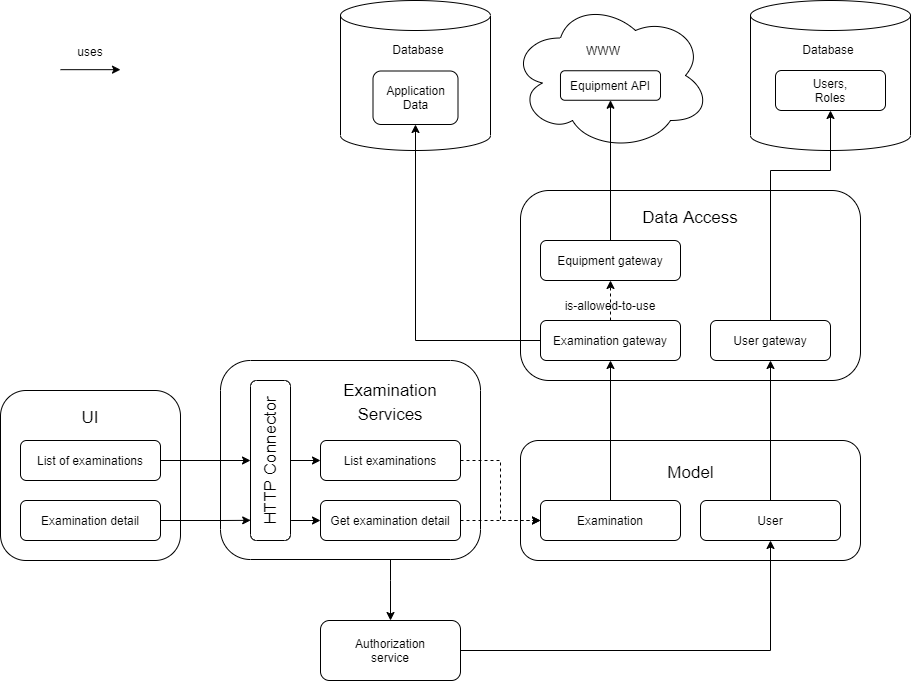 uses
Database
Application
Data
WWW
Equipment API
Database
Users,
Roles
Data Access
Equipment gateway
is-allowed-to-use
Examination gateway
User gateway
UI
List of examinations
Examination detail
HTTP Connector
Examination
Services
List examinations
Get examination detail
Model
Examination
User
Authorization
service